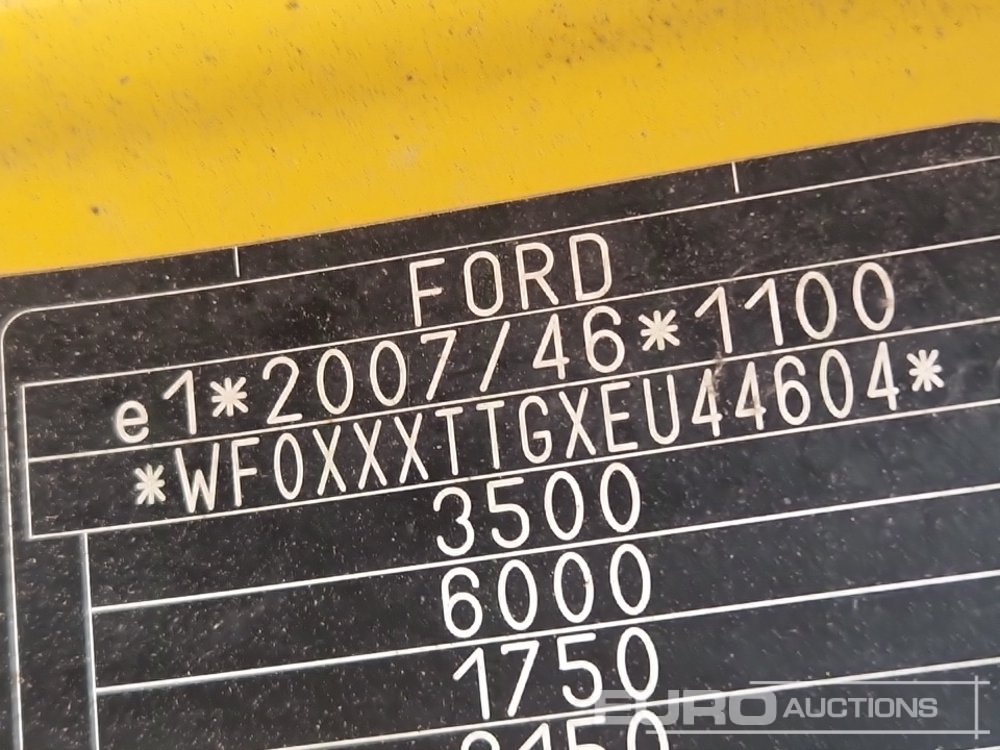 FORD
e1*2007/46*1100
*WF0XXXTTGXEU44604*
3500
6000
1750
EURO AUCTIONS